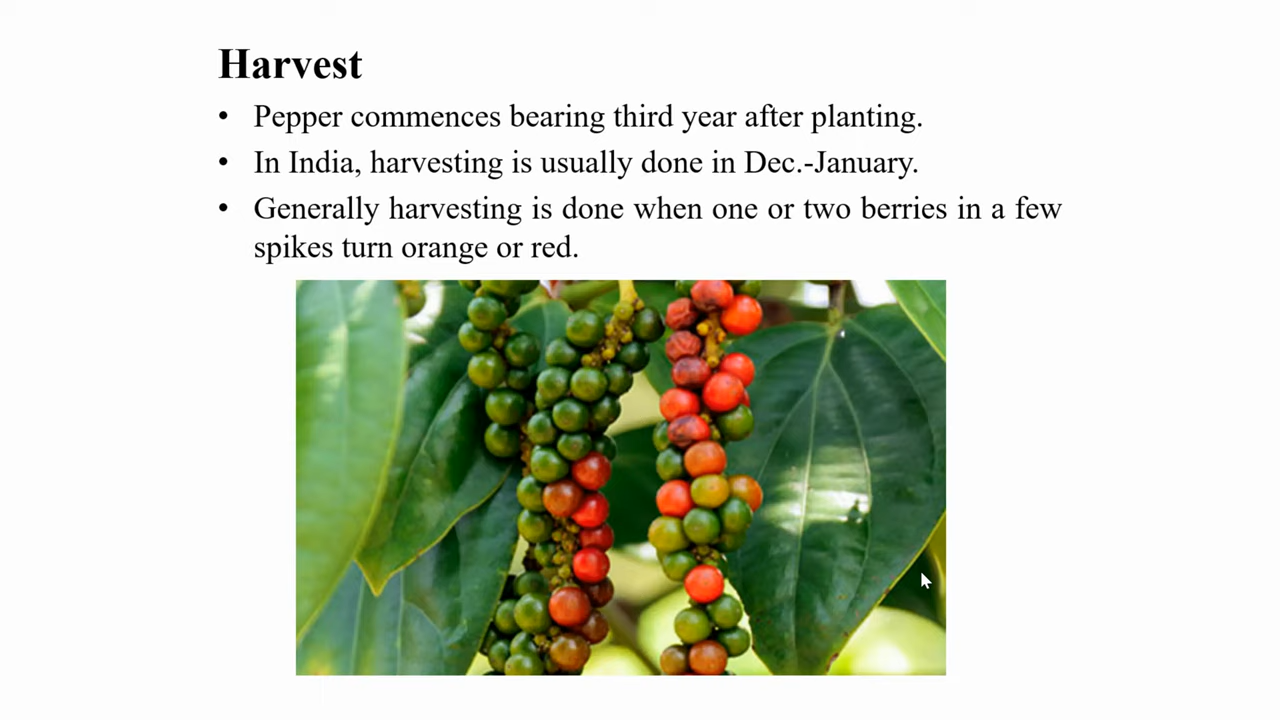 Harvest
• Pepper commences bearing third year after planting.
• In India, harvesting is usually done in Dec.-January.
• Generally harvesting is done when one or two berries in a few
spikes turn orange or red.